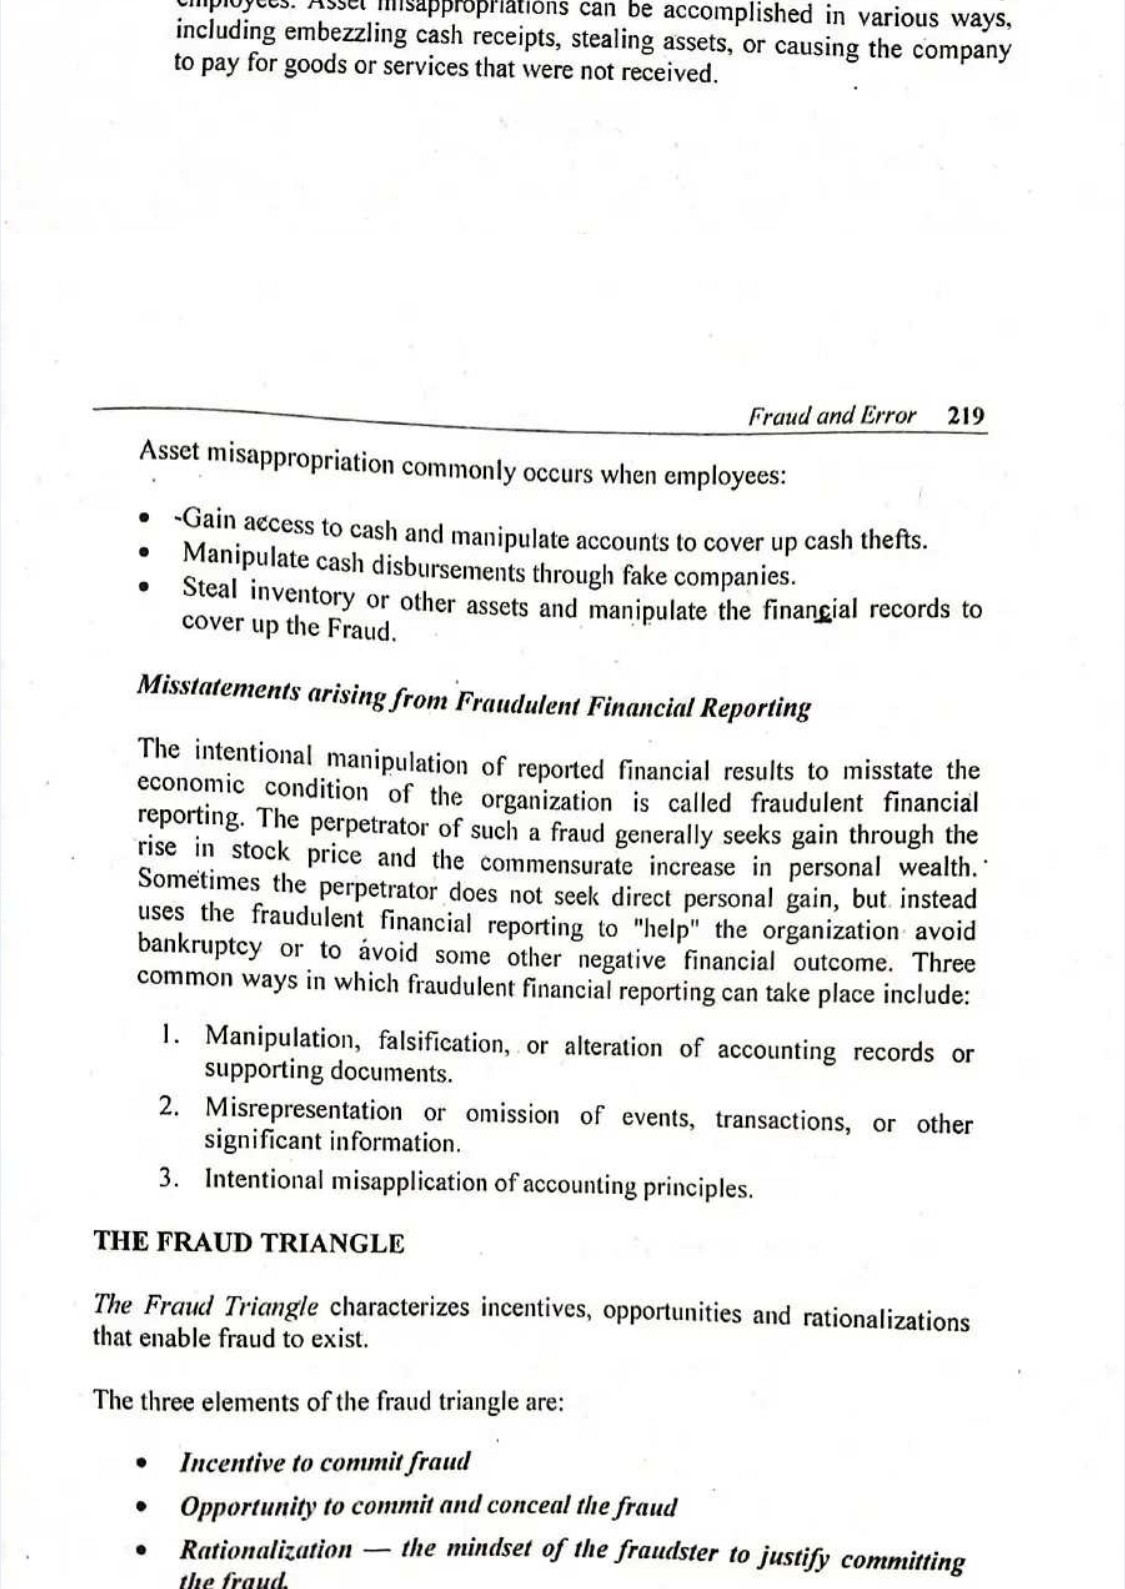 employees. Asset misappropriations can be accomplished in various ways,
including embezzling cash receipts, stealing assets, or causing the company
to pay for goods or services that were not received.
Fraud and Error 219
Asset misappropriation commonly occurs when employees:
• -Gain access to cash and manipulate accounts to cover up cash thefts.
• Manipulate cash disbursements through fake companies.
• Steal inventory or other assets and manipulate the financial records to
cover up the Fraud.
Misstatements arising from Fraudulent Financial Reporting
The intentional manipulation of reported financial results to misstate the
economic condition of the organization is called fraudulent financial
reporting. The perpetrator of such a fraud generally seeks gain through the
rise in stock price and the commensurate increase in personal wealth.
Sometimes the perpetrator does not seek direct personal gain, but instead
uses the fraudulent financial reporting to "help" the organization avoid
bankruptcy or to avoid some other negative financial outcome. Three
common ways in which fraudulent financial reporting can take place include:
1. Manipulation, falsification, or alteration of accounting records or
supporting documents.
2. Misrepresentation or omission of events, transactions, or other
significant information.
3. Intentional misapplication of accounting principles.
THE FRAUD TRIANGLE
The Fraud Triangle characterizes incentives, opportunities and rationalizations
that enable fraud to exist.
The three elements of the fraud triangle are:
• Incentive to commit fraud
• Opportunity to commit and conceal the fraud
• Rationalization — the mindset of the fraudster to justify committing
the fraud.